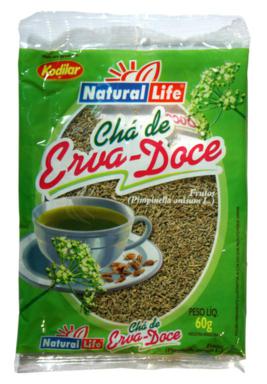 Kodilar
Natural Life
Chá de
Erva-Doce
Frutos
(Pimpinella anisum L.)
PESO LÍQ.
60g
Natural Life
Chá de
Erva-Doce